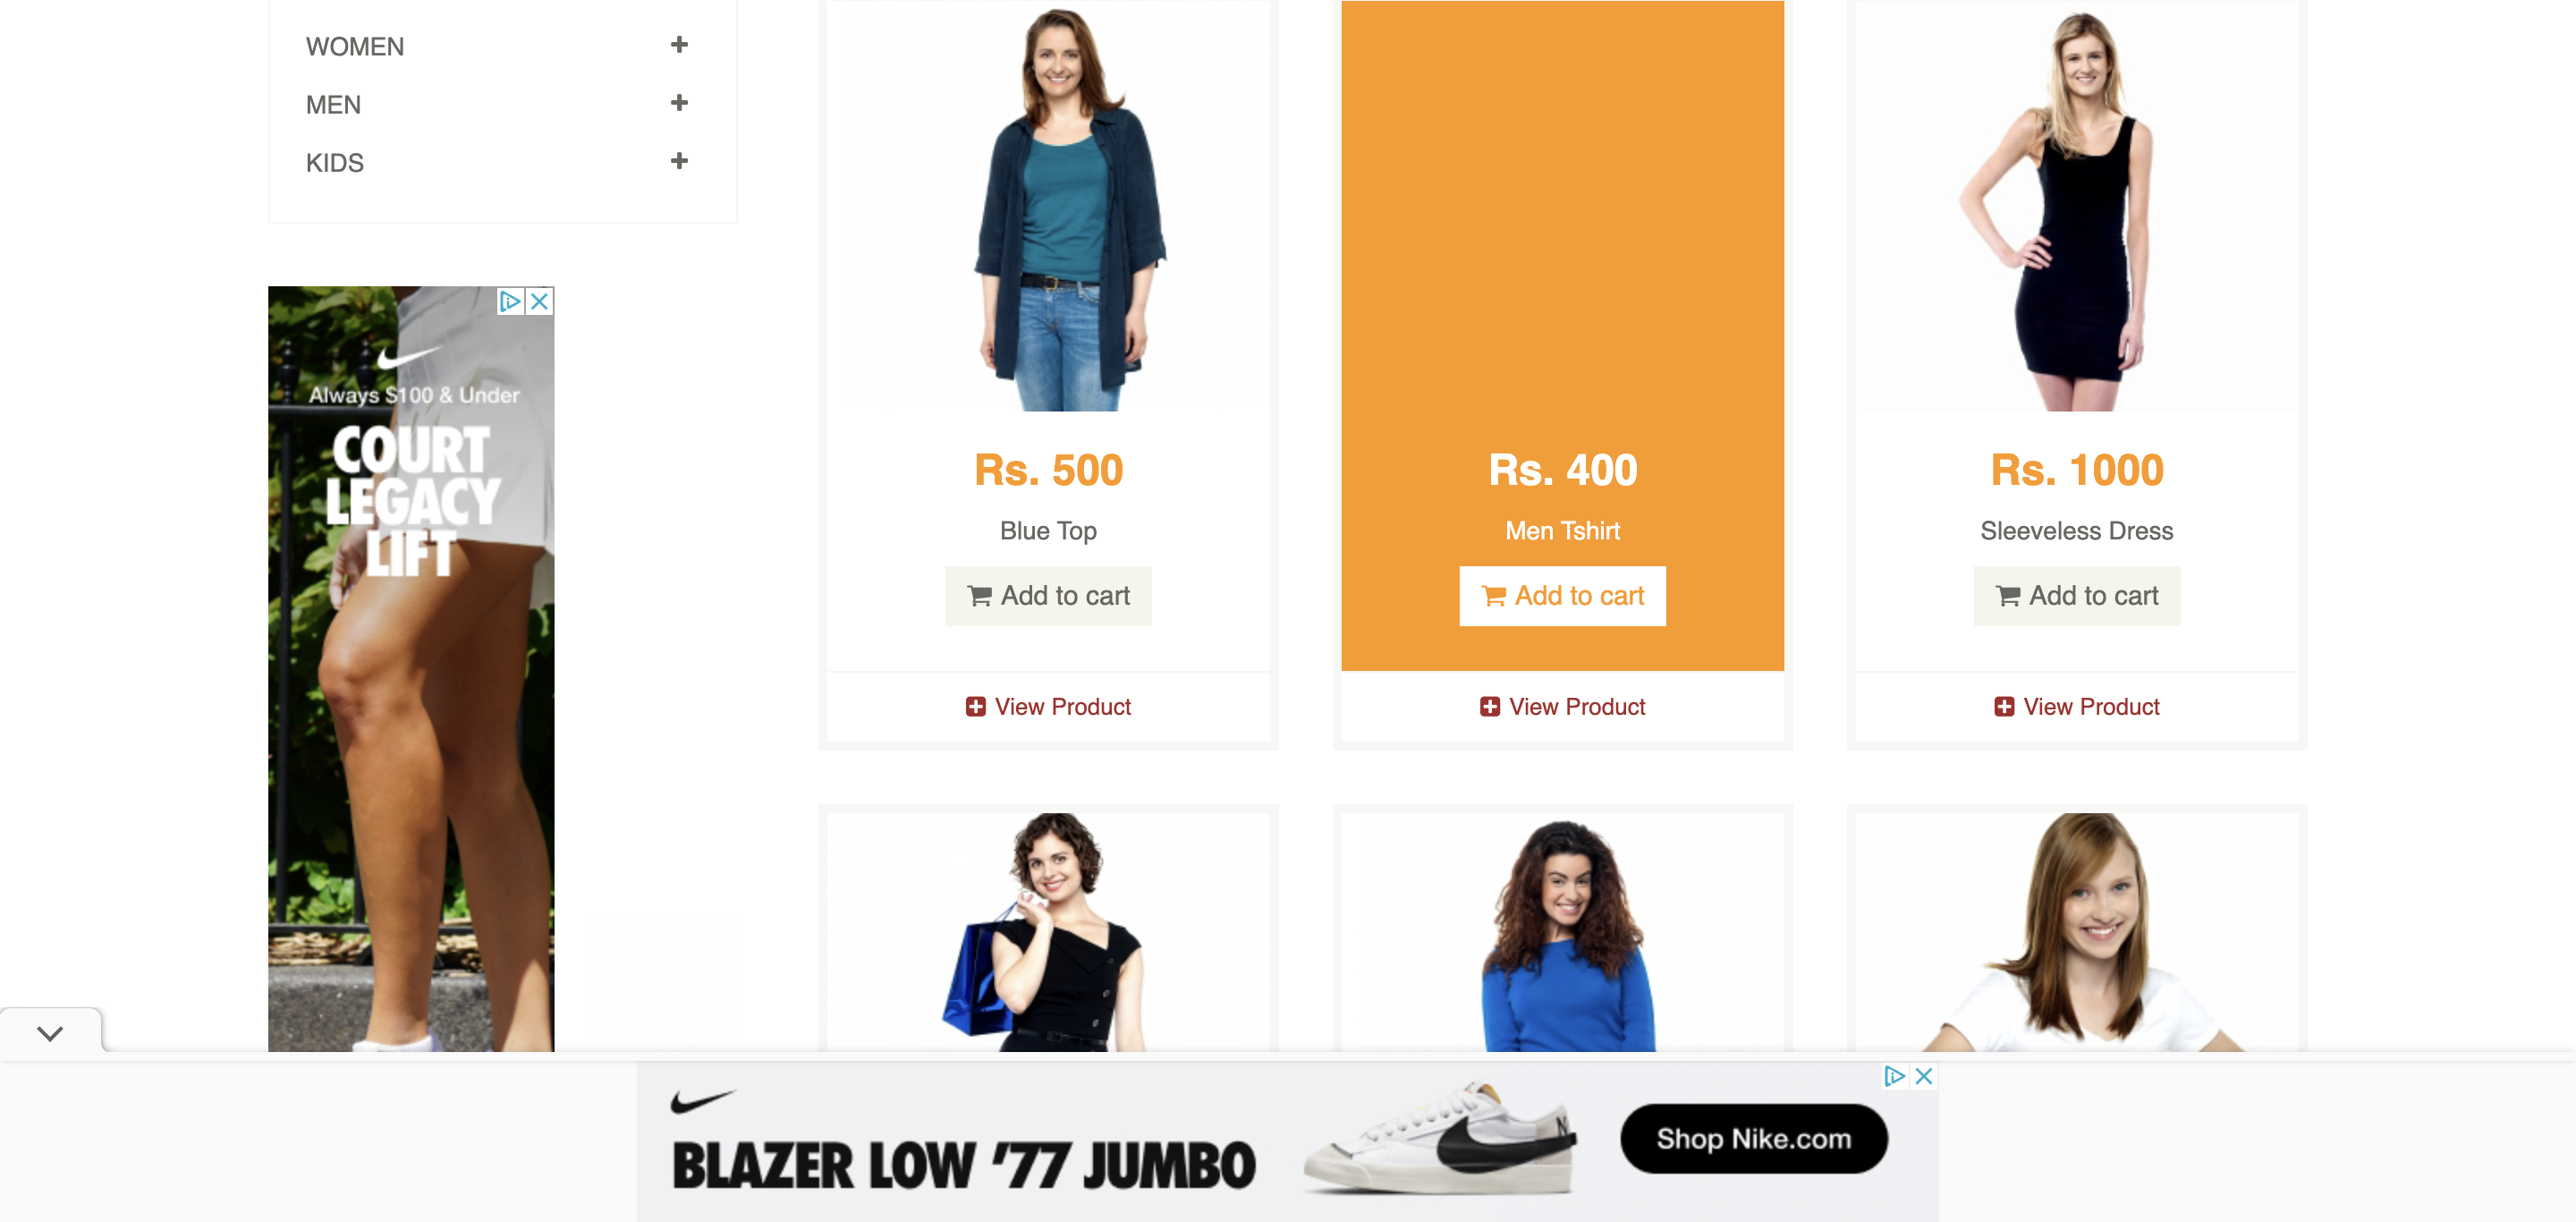 WOMEN
MEN
KIDS
Always $100 & Under
COURT
LEGACY
LIFT
Rs. 500
Blue Top
Add to cart
View Product
Rs. 400
Men Tshirt
Add to cart
View Product
Rs. 1000
Sleeveless Dress
Add to cart
View Product
BLAZER LOW '77 JUMBO
Shop Nike.com